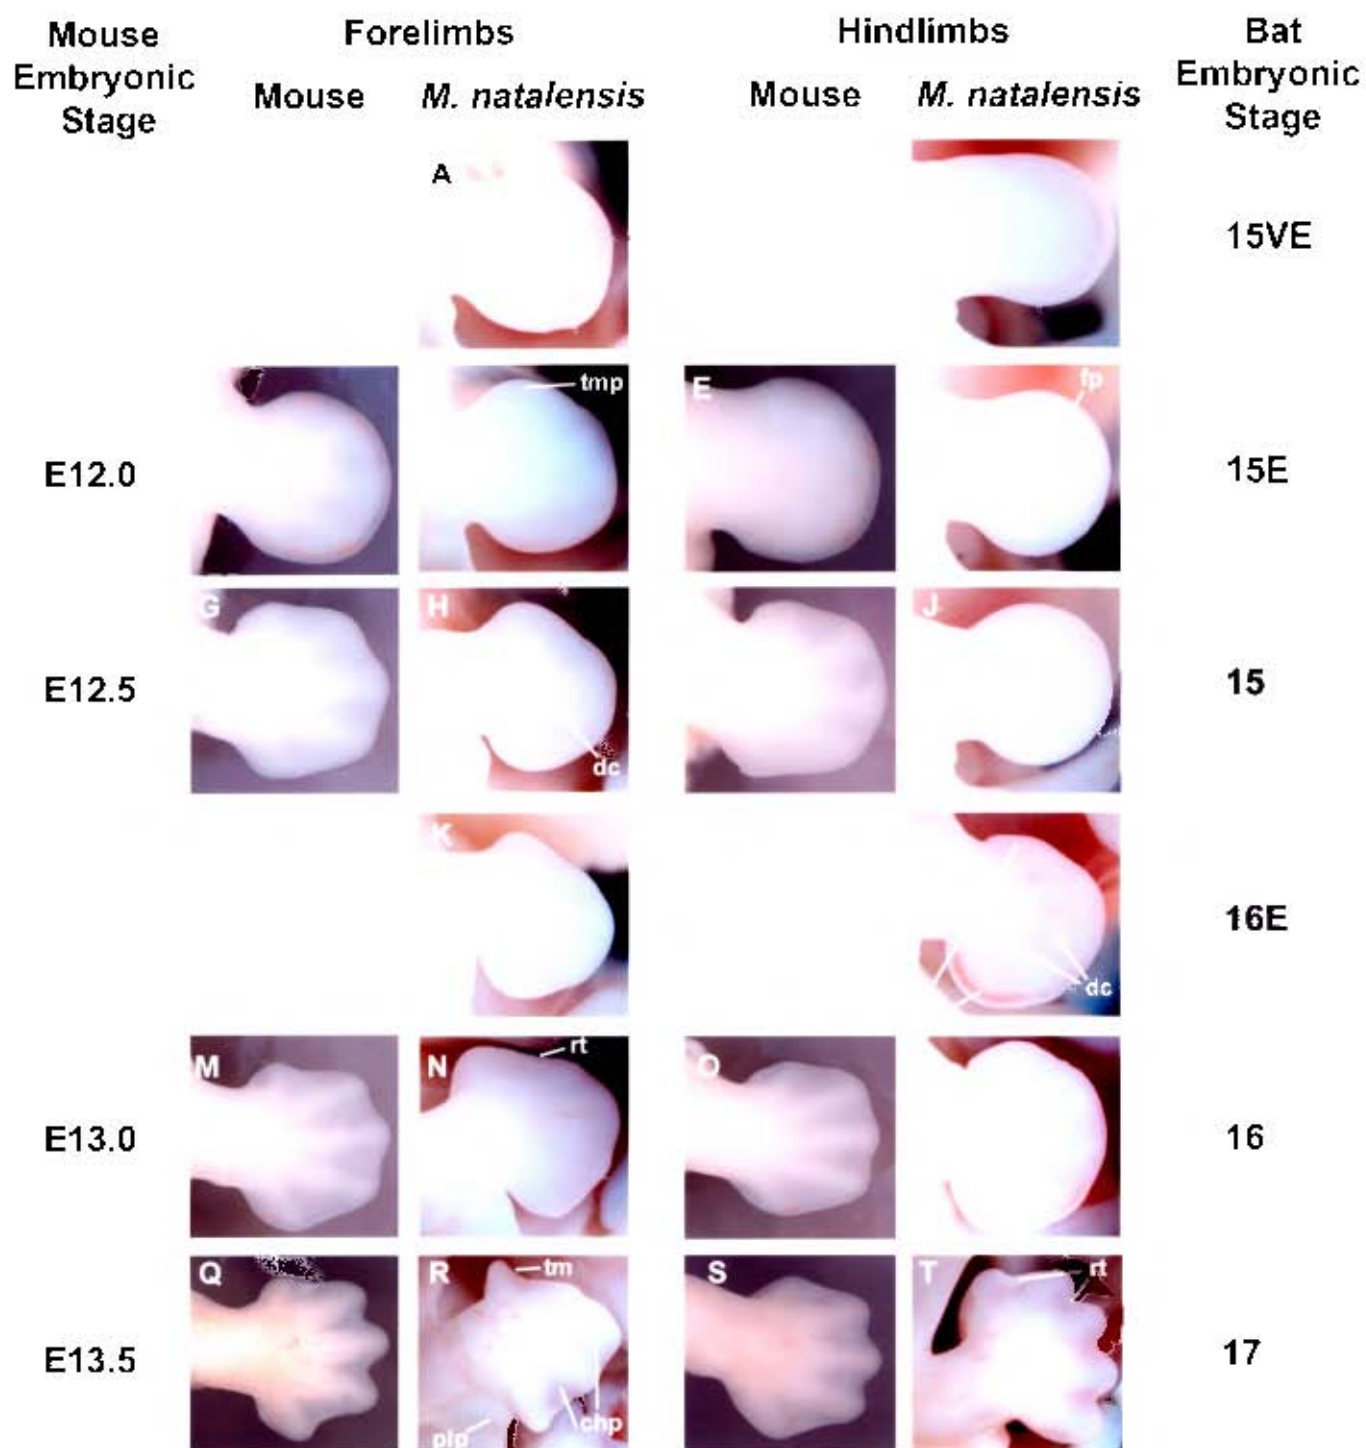 Mouse Embryonic Stage
Forelimbs
Hindlimbs
Bat Embryonic Stage
Mouse
M. natalensis
Mouse
M. natalensis
A
15VE
tmp
E
fp
E12.0
15E
G
H
J
E12.5
15
dc
K
16E
dc
M
N
rt
O
E13.0
16
Q
R
tm
S
T
rt
E13.5
17
plp
chp